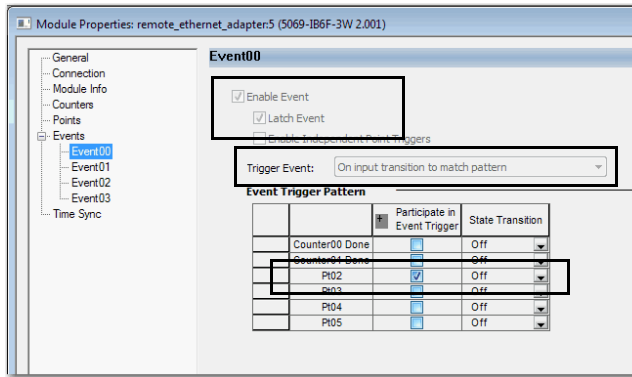 Module Properties: remote_ethernet_adapter:5 (5069-IB6F-3W 2.001)
General
Connection
Module Info
Counters
Points
Events
Event00
Event01
Event02
Event03
Time Sync
Event00
Enable Event
Latch Event
Enable Independent Point Triggers
Trigger Event: On input transition to match pattern
Event Trigger Pattern
Participate in Event Trigger State Transition
Counter00 Done Off
Counter01 Done Off
Pt02 Off
Pt03 Off
Pt04 Off
Pt05 Off